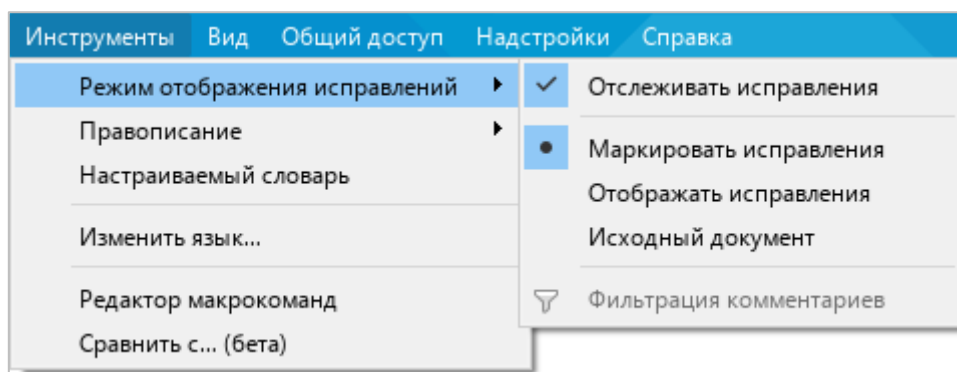 Инструменты Вид Общий доступ Надстройки Справка
Режим отображения исправлений
Правописание
Настраиваемый словарь
Изменить язык...
Редактор макрокоманд
Сравнить с... (бета)
Отслеживать исправления
Маркировать исправления
Отображать исправления
Исходный документ
Фильтрация комментариев